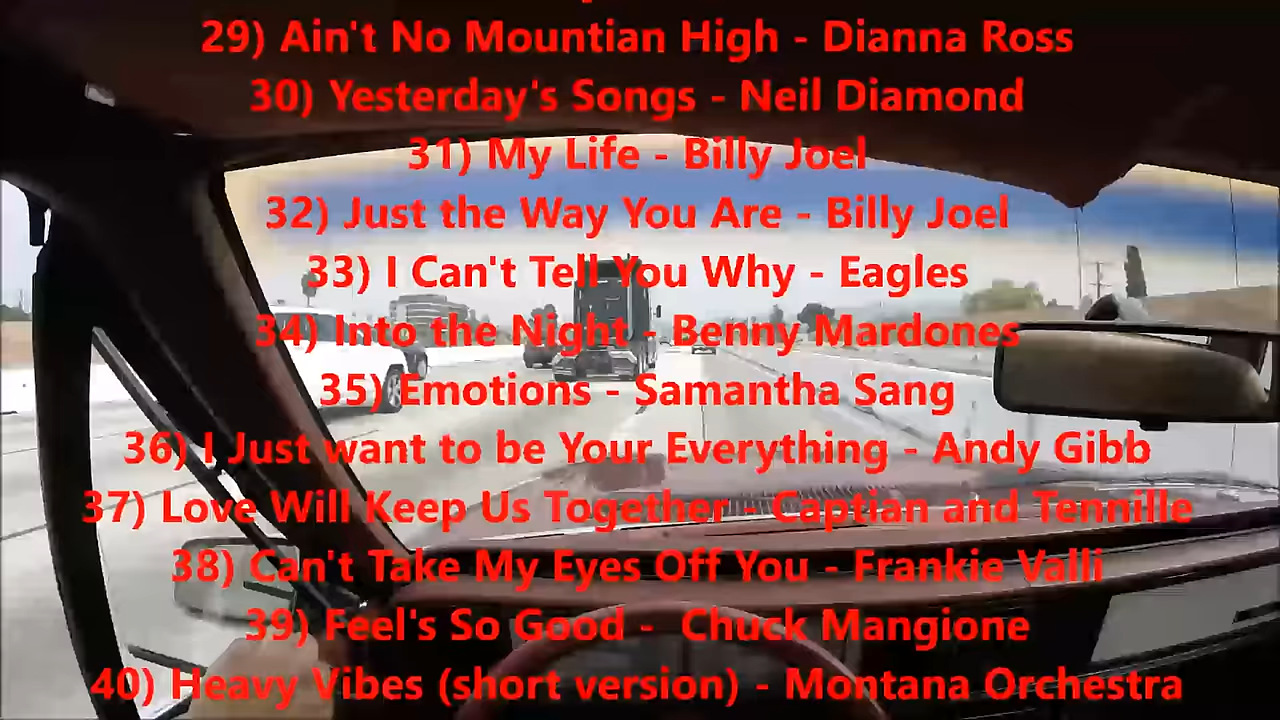 29) Ain't No Mountian High - Dianna Ross
30) Yesterday's Songs - Neil Diamond
31) My Life - Billy Joel
32) Just the Way You Are - Billy Joel
33) I Can't Tell You Why - Eagles
34) Into the Night - Benny Mardones
35) Emotions - Samantha Sang
36) I Just want to be Your Everything - Andy Gibb
37) Love Will Keep Us Together - Captian and Tennille
38) Can't Take My Eyes Off You - Frankie Valli
39) Feel's So Good -  Chuck Mangione
40) Heavy Vibes (short version) - Montana Orchestra